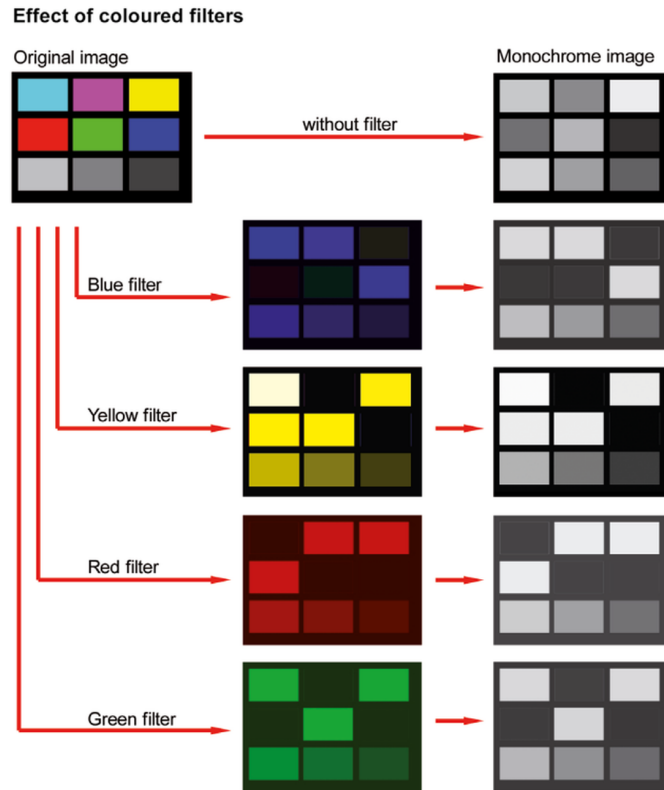 Effect of coloured filters
Original image
Monochrome image
without filter
Blue filter
Yellow filter
Red filter
Green filter